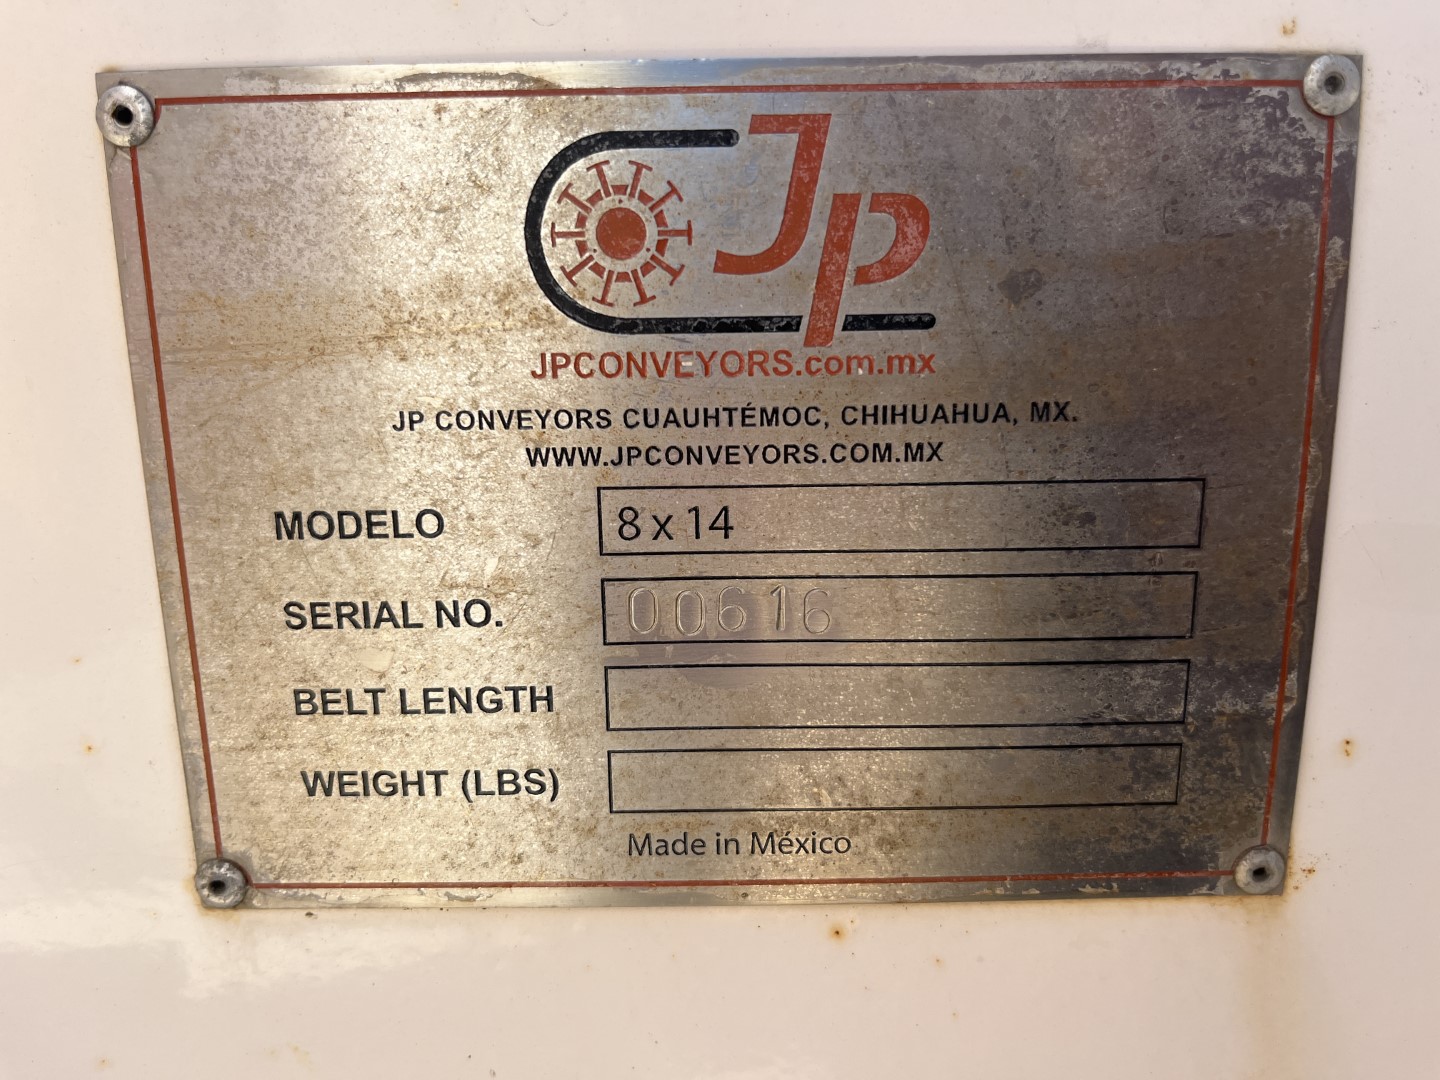 JP
JPCONVEYORS.com.mx
JP CONVEYORS CUAUHTÉMOC, CHIHUAHUA, MX.
WWW.JPCONVEYORS.COM.MX
MODELO 8 x 14
SERIAL NO. 00616
BELT LENGTH
WEIGHT (LBS)
Made in México